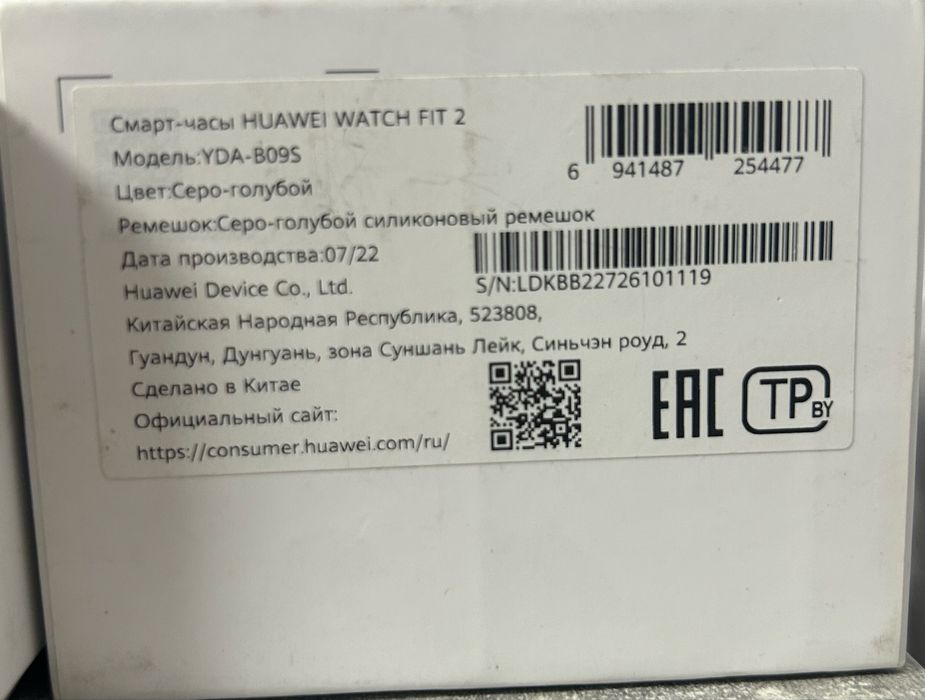 Смарт-часы HUAWEI WATCH FIT 2
Модель:YDA-B09S
Цвет:Серо-голубой
Ремешок:Серо-голубой силиконовый ремешок
Дата производства:07/22
Huawei Device Co., Ltd.
Китайская Народная Республика, 523808,
Гуандун, Дунгуань, зона Суншань Лейк, Синьчэн роуд, 2
Сделано в Китае
Официальный сайт:
https://consumer.huawei.com/ru/
6 941487 254477
S/N:LDKBB22726101119
EAC
TP BY